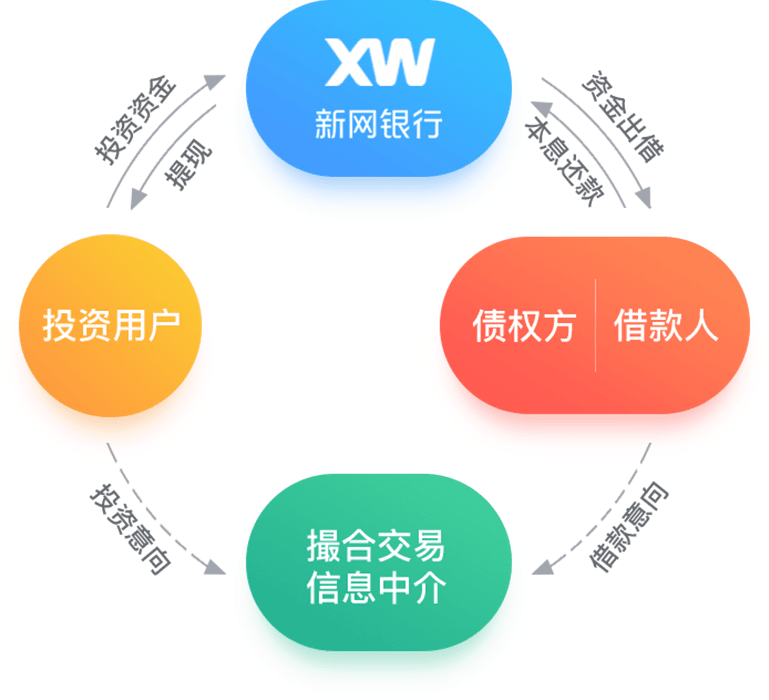 XW
新网银行
投资资金
提现
资金出借
本息还款
投资用户
债权方
借款人
投资意向
借款意向
撮合交易
信息中介